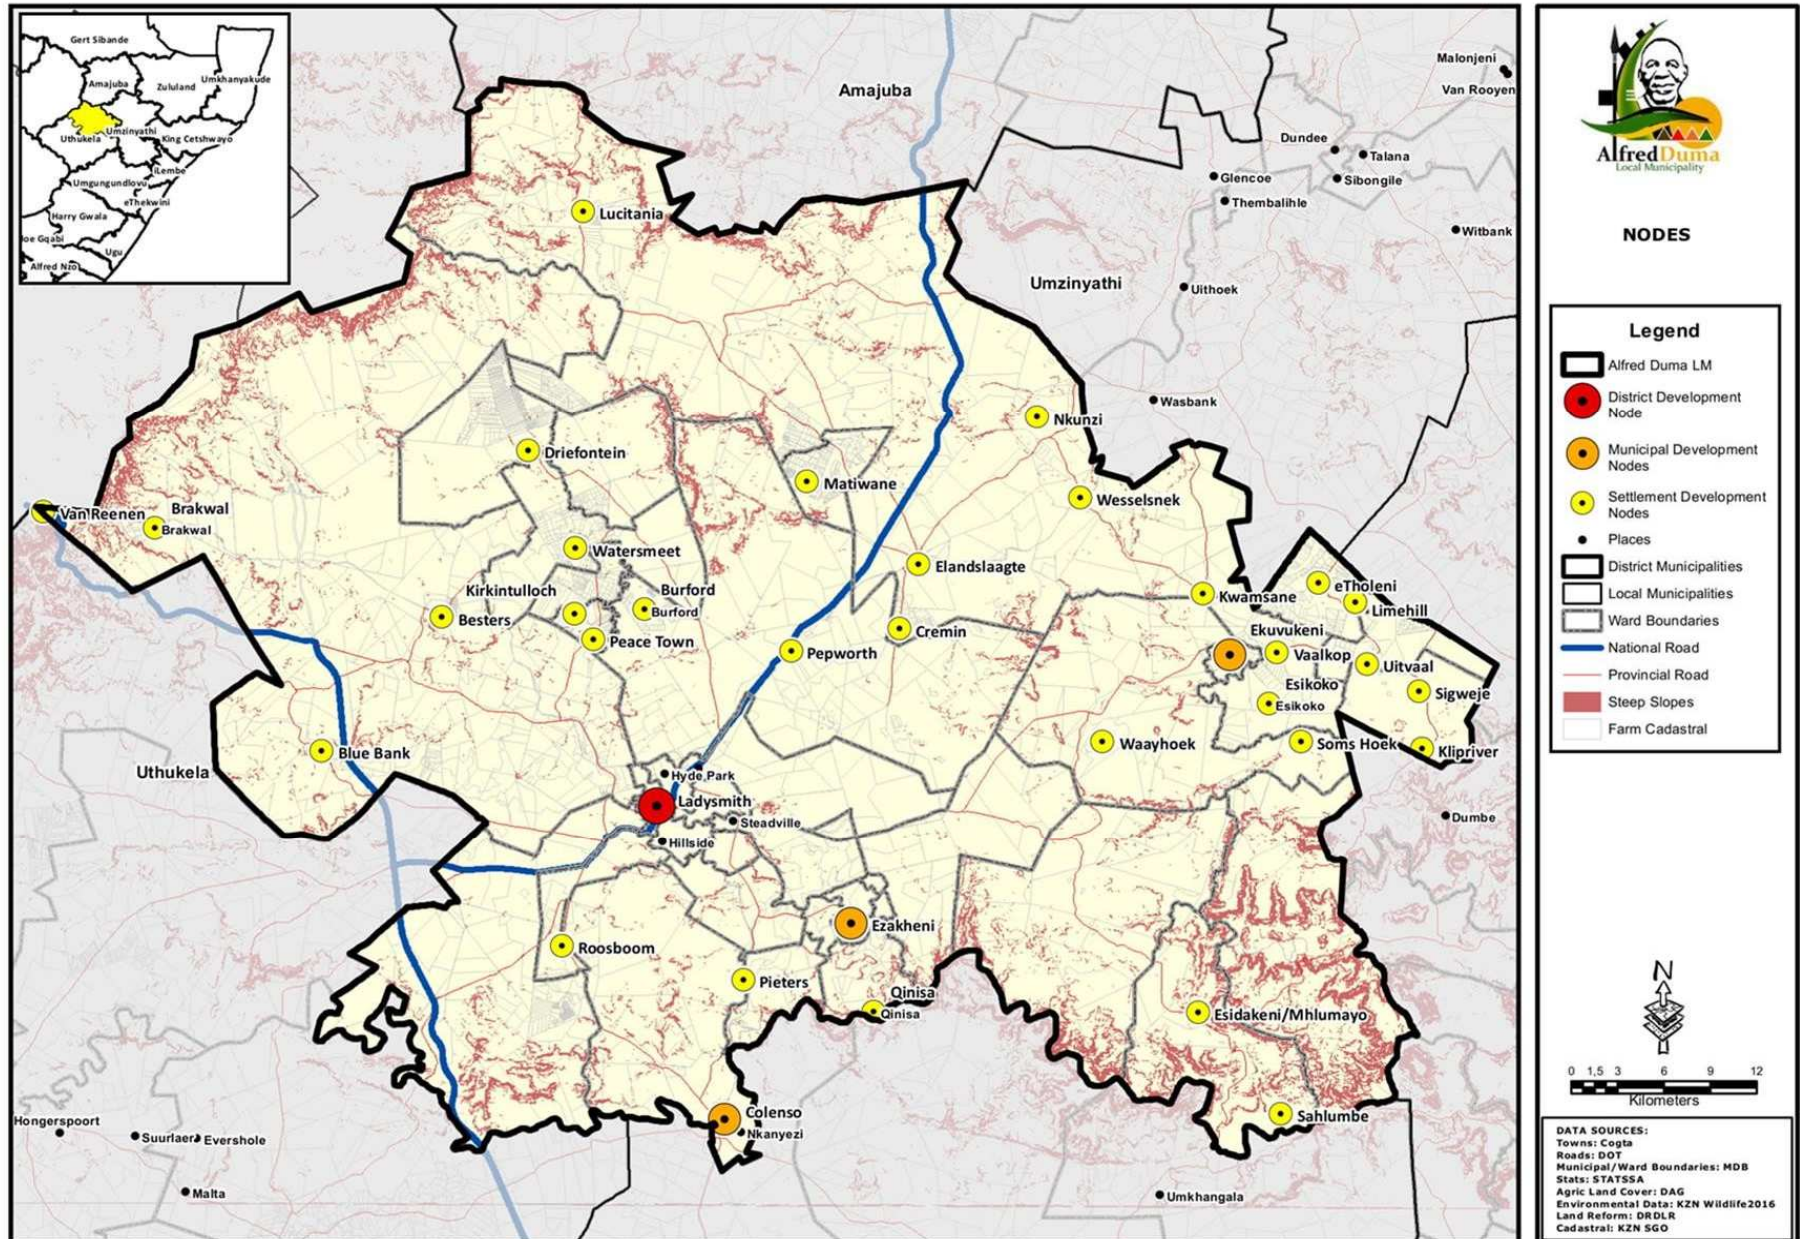 Gert Sibande
Amajuba
Zululand
Umkhanyakude
Uthukela
Umzinyathi
King Cetshwayo
iLembe
Umgungundlovu
eThekwini
Harry Gwala
Joe Gqabi
Ugu
Alfred Nzo
Amajuba
Malonjeni
Van Rooyen
Dundee
Talana
Glencoe
Sibongile
Thembalihle
Witbank
Lucitania
Umzinyathi
Uithoek
Wasbank
Nkunzi
Driefontein
Matiwane
Wesselsnek
Van Reenen
Brakwal
Brakwal
Watersmeet
Elandslaagte
Kirkintulloch
Burford
Burford
Besters
Peace Town
Cremin
Pepworth
Kwamsane
eTholeni
Limehill
Ekuvukeni
Vaalkop
Uitvaal
Esikoko
Esikoko
Sigweje
Waayhoek
Soms Hoek
Klipriver
Blue Bank
Uthukela
Hyde Park
Ladysmith
Steadville
Hillside
Dumbe
Ezakheni
Roosboom
Pieters
Qinisa
Qinisa
Esidakeni/Mhlumayo
Colenso
Nkanyezi
Sahlumbe
Hongerspoort
Suurlaer
Evershole
Malta
Umkhangala
AlfredDuma
Local Municipality
NODES
Legend
Alfred Duma LM
District Development
Node
Municipal Development
Nodes
Settlement Development
Nodes
Places
District Municipalities
Local Municipalities
Ward Boundaries
National Road
Provincial Road
Steep Slopes
Farm Cadastral
N
0 1,5 3 6 9 12
Kilometers
DATA SOURCES:
Towns: Cogta
Roads: DOT
Municipal/Ward Boundaries: MDB
Stats: STATSSA
Agric Land Cover: DAG
Environmental Data: KZN Wildlife2016
Land Reform: DRDLR
Cadastral: KZN SGO